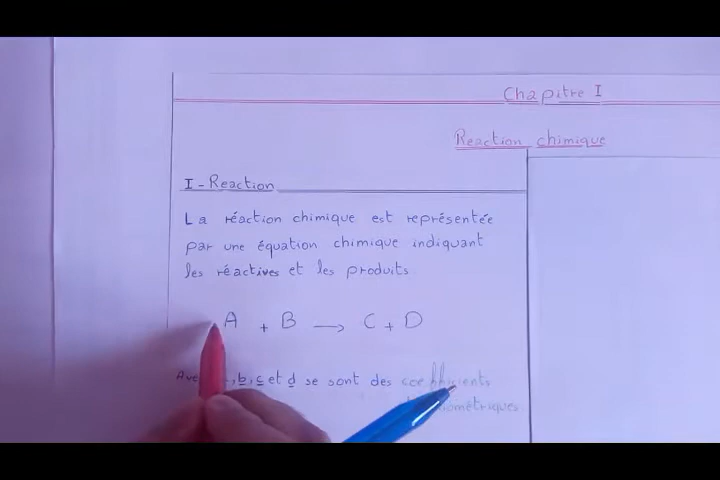 Chapitre I
Reaction chimique
I - Reaction
La réaction chimique est représentée
par une équation chimique indiquant
les réactives et les produits
A + B → C + D
b, c et d se sont des coefficients